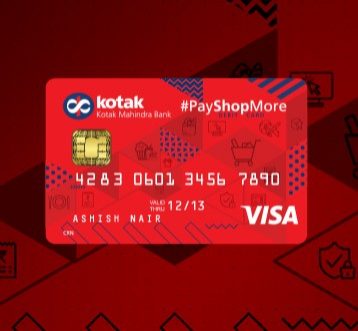 kotak
Kotak Mahindra Bank
#PayShopMore
DEBIT CARD
4283 0601 3456 7890
VALID THRU 12/13
ASHISH NAIR
VISA
CRN